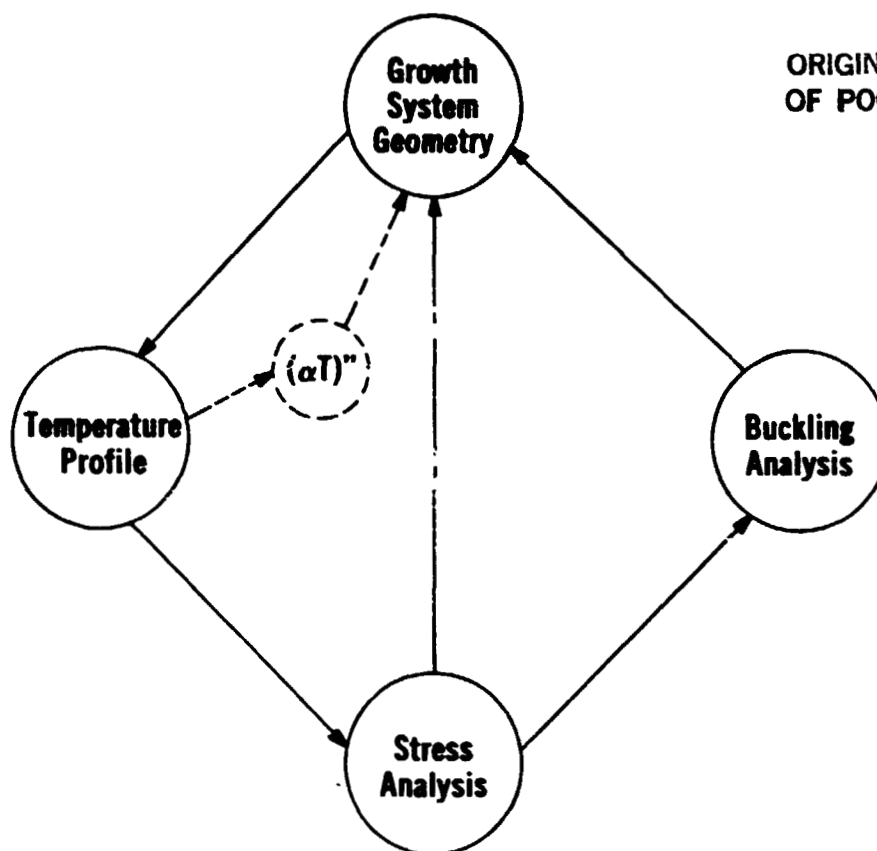 Growth
System
Geometry
ORIGIN
OF PO
(αT)"
Temperature
Profile
Buckling
Analysis
Stress
Analysis